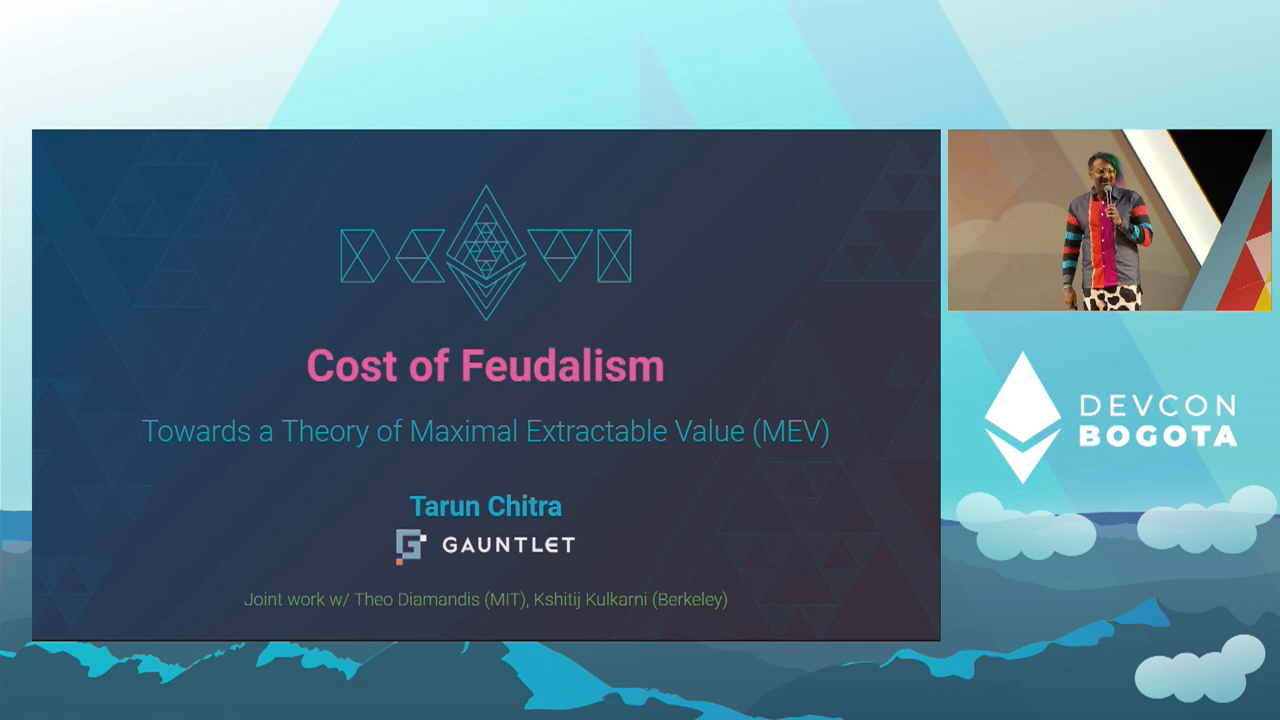 DEVVI
Cost of Feudalism
Towards a Theory of Maximal Extractable Value (MEV)
Tarun Chitra
GAUNTLET
Joint work w/ Theo Diamandis (MIT), Kshitij Kulkarni (Berkeley)
DEVCON
BOGOTA